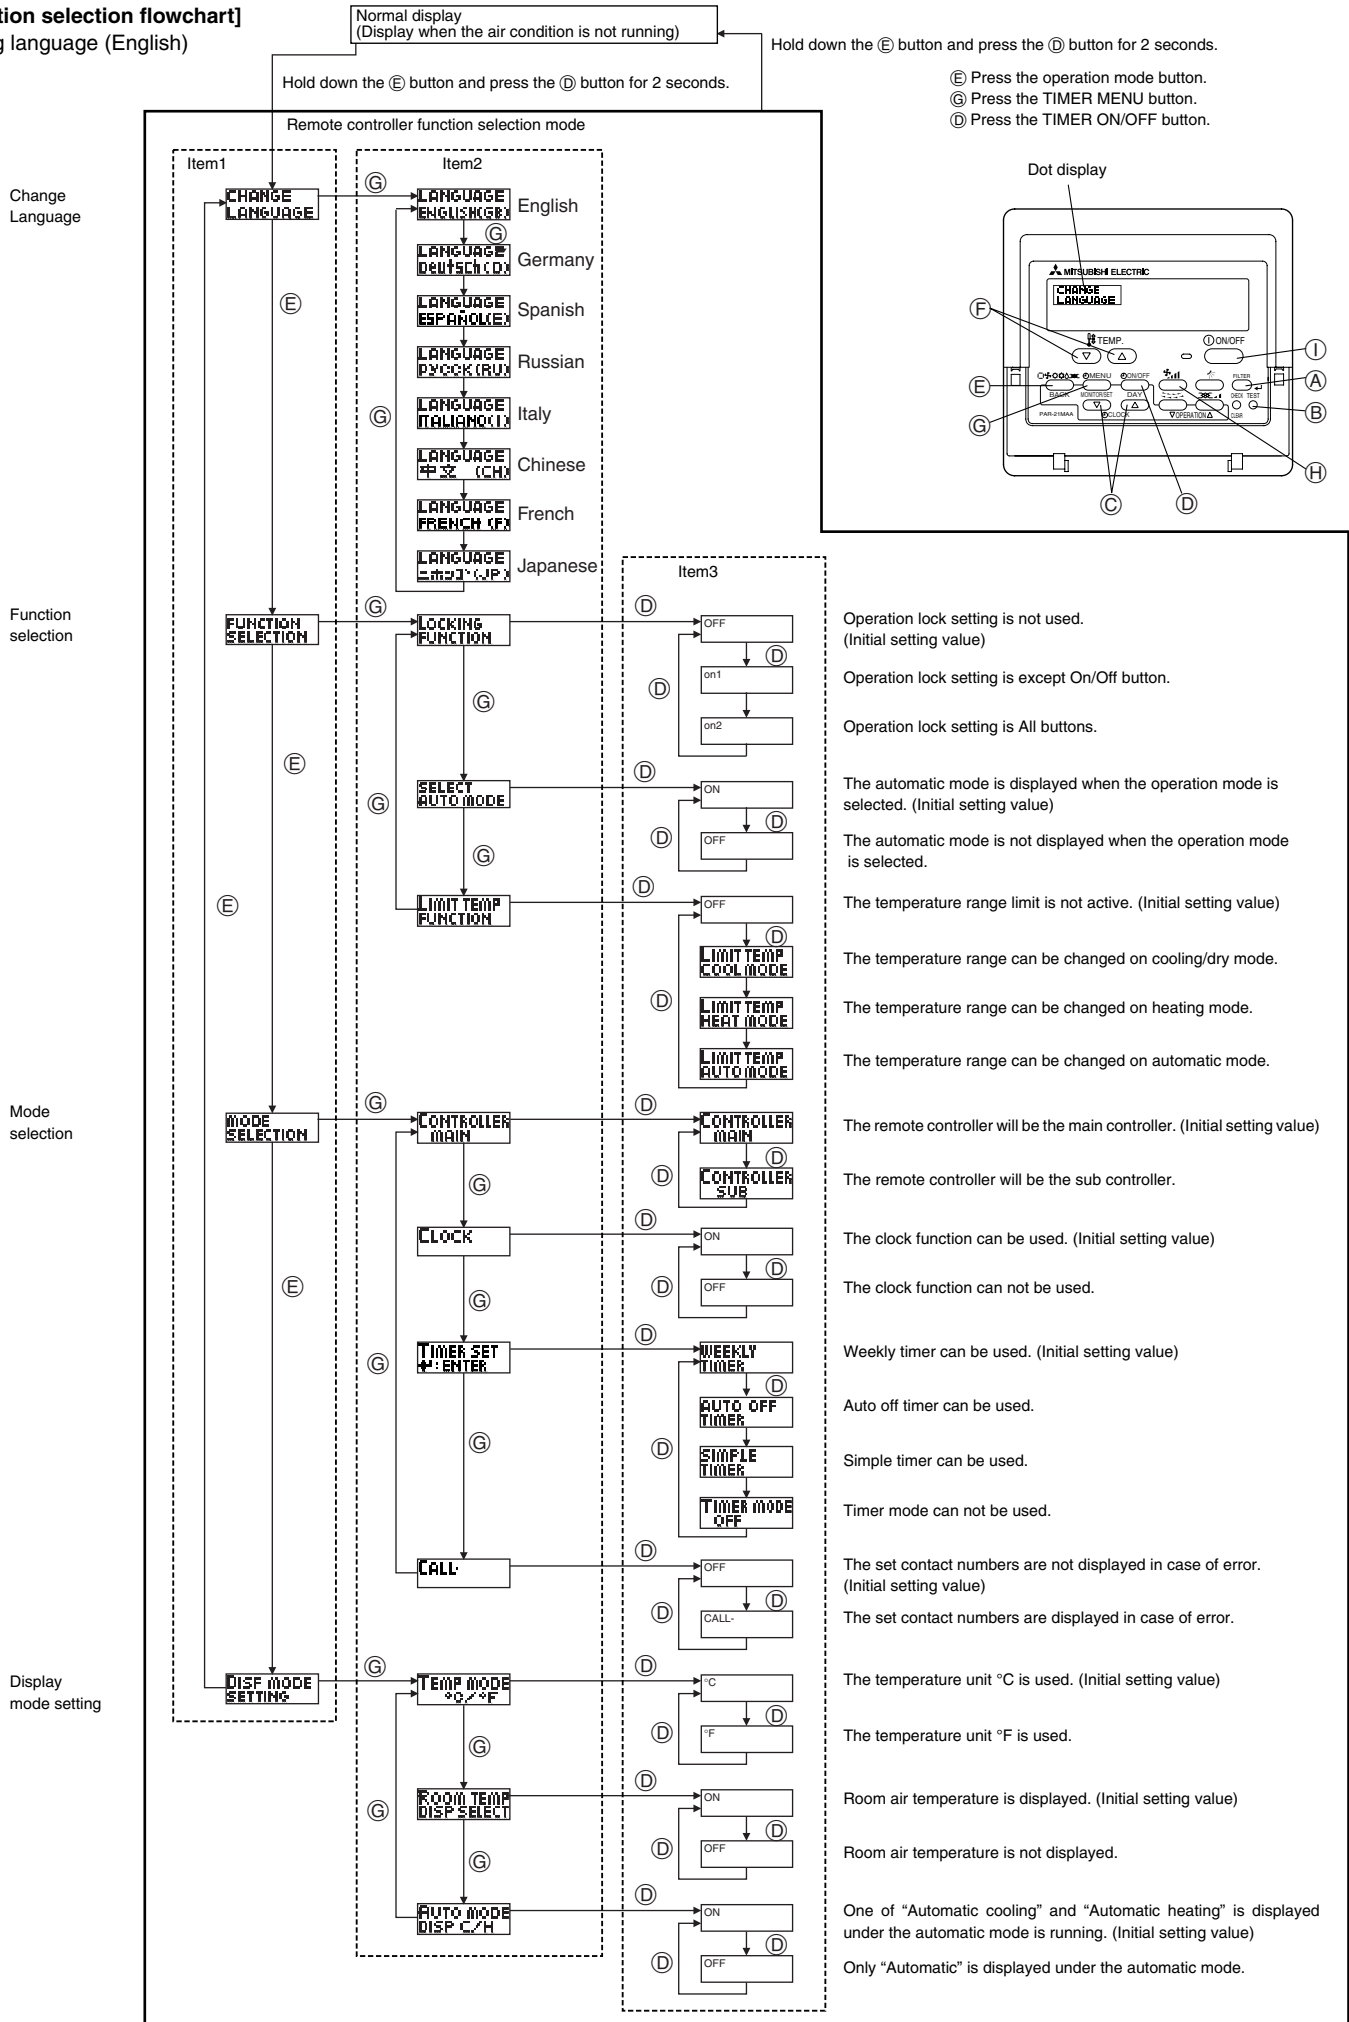 tion selection flowchart]
g language (English)
Normal display
(Display when the air condition is not running)
Hold down the Ⓔ button and press the Ⓓ button for 2 seconds.
Hold down the Ⓔ button and press the Ⓓ button for 2 seconds.
Ⓔ Press the operation mode button.
Ⓖ Press the TIMER MENU button.
Ⓓ Press the TIMER ON/OFF button.
Remote controller function selection mode
Item1
Item2
Dot display
MITSUBISHI ELECTRIC
CHANGE
LANGUAGE
TEMP.
ON/OFF
MENU
ON/OFF
FILTER
BACK
MONITOR/SET
DAY
CHECK TEST
PAR-21MAA
CLOCK
▽OPERATION△
CLEAR
Ⓕ
Ⓔ
Ⓖ
Ⓒ
Ⓓ
Ⓘ
Ⓐ
Ⓑ
Ⓗ
Change
Language
CHANGE
LANGUAGE
Ⓖ
LANGUAGE
ENGLISH(GB)
English
Ⓖ
LANGUAGE
Deutsch(D)
Germany
Ⓔ
LANGUAGE
ESPAÑOL(E)
Spanish
LANGUAGE
РУССК(RU)
Russian
Ⓖ
LANGUAGE
ITALIANO(I)
Italy
LANGUAGE
中文 (CH)
Chinese
LANGUAGE
FRENCH (F)
French
LANGUAGE
ニホンゴ(JP)
Japanese
Item3
Function
selection
FUNCTION
SELECTION
Ⓖ
LOCKING
FUNCTION
Ⓓ
OFF
Operation lock setting is not used.
(Initial setting value)
Ⓓ
on1
Operation lock setting is except On/Off button.
Ⓓ
Ⓖ
on2
Operation lock setting is All buttons.
Ⓔ
SELECT
AUTO MODE
Ⓓ
ON
The automatic mode is displayed when the operation mode is
selected. (Initial setting value)
Ⓖ
Ⓓ
Ⓓ
OFF
The automatic mode is not displayed when the operation mode
is selected.
Ⓖ
Ⓔ
LIMIT TEMP
FUNCTION
Ⓓ
OFF
The temperature range limit is not active. (Initial setting value)
Ⓓ
LIMIT TEMP
COOL MODE
The temperature range can be changed on cooling/dry mode.
Ⓓ
LIMIT TEMP
HEAT MODE
The temperature range can be changed on heating mode.
LIMIT TEMP
AUTO MODE
The temperature range can be changed on automatic mode.
Mode
selection
MODE
SELECTION
Ⓖ
CONTROLLER
MAIN
Ⓓ
CONTROLLER
MAIN
The remote controller will be the main controller. (Initial setting value)
Ⓓ
Ⓓ
Ⓖ
CONTROLLER
SUB
The remote controller will be the sub controller.
CLOCK
Ⓓ
ON
The clock function can be used. (Initial setting value)
Ⓔ
Ⓓ
Ⓓ
OFF
The clock function can not be used.
Ⓖ
TIMER SET
↵:ENTER
Ⓓ
WEEKLY
TIMER
Weekly timer can be used. (Initial setting value)
Ⓖ
Ⓓ
AUTO OFF
TIMER
Auto off timer can be used.
Ⓖ
Ⓓ
SIMPLE
TIMER
Simple timer can be used.
TIMER MODE
OFF
Timer mode can not be used.
CALL-
Ⓓ
OFF
The set contact numbers are not displayed in case of error.
(Initial setting value)
Ⓓ
Ⓓ
CALL-
The set contact numbers are displayed in case of error.
Display
mode setting
DISP MODE
SETTING
Ⓖ
TEMP MODE
°C/°F
Ⓓ
°C
The temperature unit °C is used. (Initial setting value)
Ⓓ
Ⓓ
°F
The temperature unit °F is used.
Ⓖ
ROOM TEMP
DISP SELECT
Ⓓ
ON
Room air temperature is displayed. (Initial setting value)
Ⓖ
Ⓓ
Ⓓ
OFF
Room air temperature is not displayed.
Ⓖ
AUTO MODE
DISP C/H
Ⓓ
ON
One of “Automatic cooling” and “Automatic heating” is displayed
under the automatic mode is running. (Initial setting value)
Ⓓ
Ⓓ
OFF
Only “Automatic” is displayed under the automatic mode.